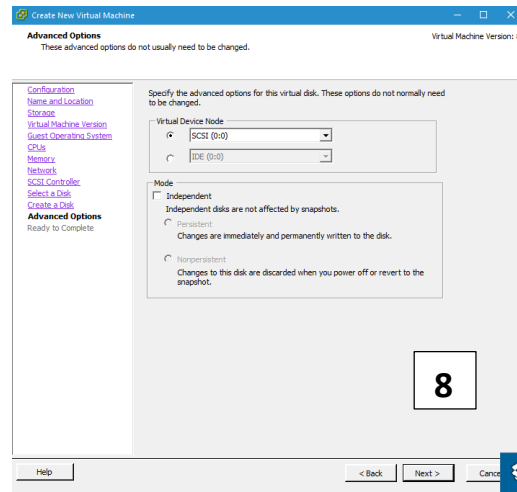 Create New Virtual Machine
Advanced Options
These advanced options do not usually need to be changed.
Virtual Machine Version:
Configuration
Name and Location
Storage
Virtual Machine Version
Guest Operating System
CPUs
Memory
Network
SCSI Controller
Select a Disk
Create a Disk
Advanced Options
Ready to Complete
Specify the advanced options for this virtual disk. These options do not normally need
to be changed.
Virtual Device Node
SCSI (0:0)
IDE (0:0)
Mode
Independent
Independent disks are not affected by snapshots.
Persistent
Changes are immediately and permanently written to the disk.
Nonpersistent
Changes to this disk are discarded when you power off or revert to the
snapshot.
8
Help
< Back
Next >
Cance